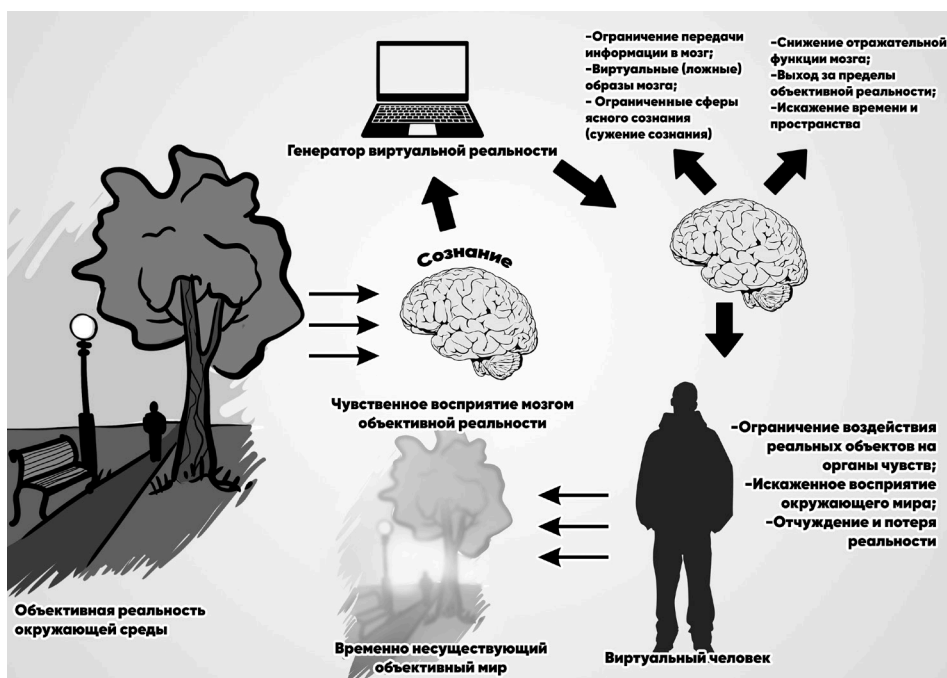 -Ограничение передачи
информации в мозг;
-Виртуальные (ложные)
образы мозга;
- Ограниченные сферы
ясного сознания
(сужение сознания)
-Снижение отражательной
функции мозга;
-Выход за пределы
объективной реальности;
-Искажение времени и
пространства
Генератор виртуальной реальности
Сознание
Чувственное восприятие мозгом
объективной реальности
-Ограничение воздействия
реальных объектов на
органы чувств;
-Искаженное восприятие
окружающего мира;
-Отчуждение и потеря
реальности
Объективная реальность
окружающей среды
Временно несуществующий
объективный мир
Виртуальный человек